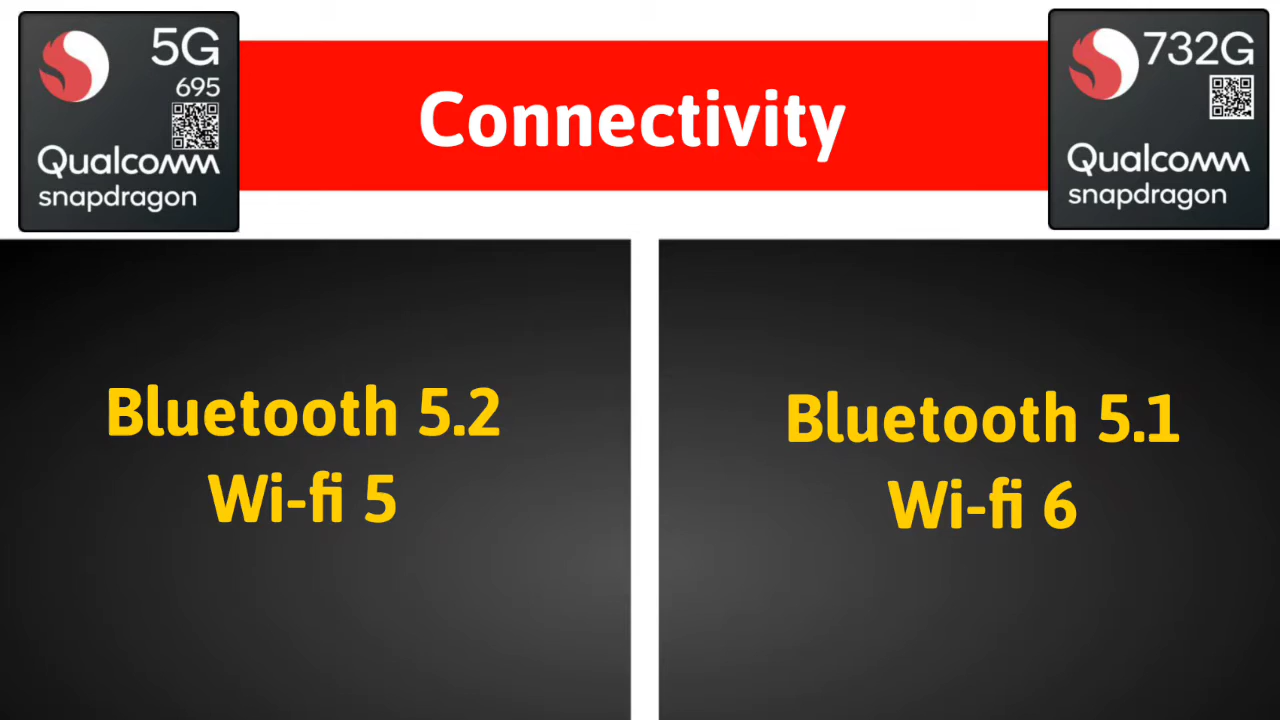 5G
695
Qualcomm
snapdragon
Connectivity
732G
Qualcomm
snapdragon
Bluetooth 5.2
Wi-fi 5
Bluetooth 5.1
Wi-fi 6